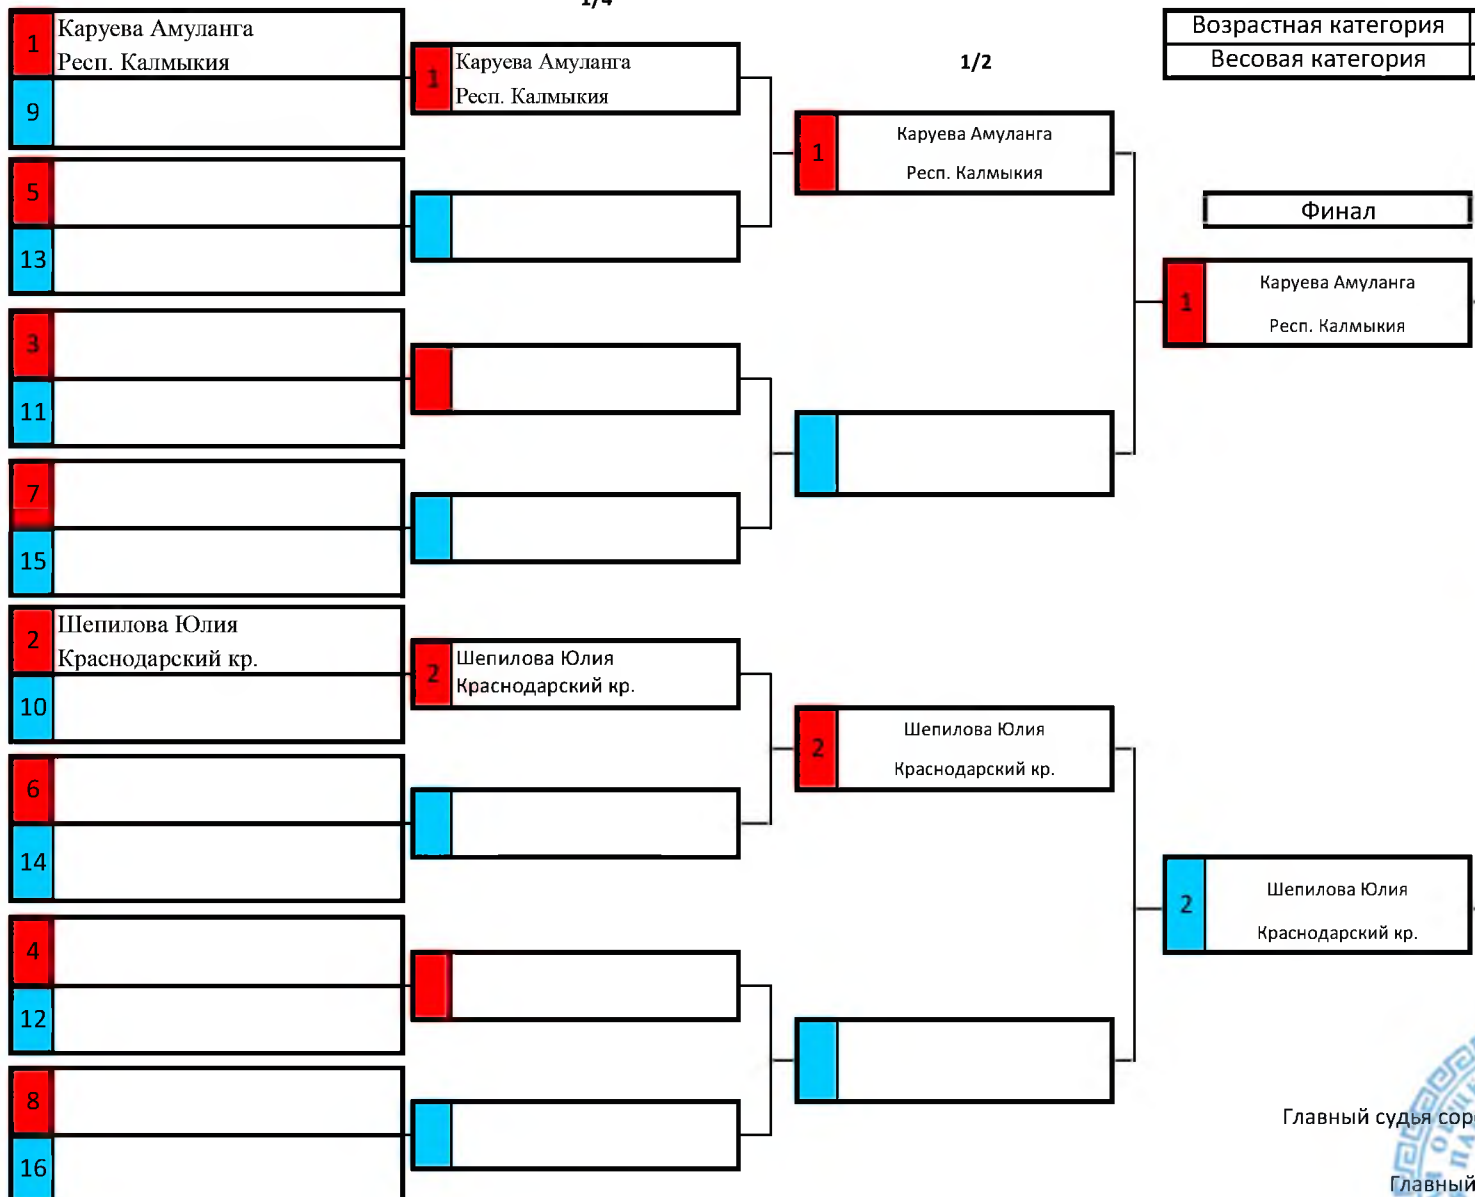 1/4
Возрастная категория
Весовая категория
1/2
Финал
1 Каруева Амуланга
Респ. Калмыкия
9
5
13
3
11
7
15
2 Шепилова Юлия
Краснодарский кр.
10
6
14
4
12
8
16
1 Каруева Амуланга
Респ. Калмыкия
2 Шепилова Юлия
Краснодарский кр.
1 Каруева Амуланга
Респ. Калмыкия
2 Шепилова Юлия
Краснодарский кр.
1 Каруева Амуланга
Респ. Калмыкия
2 Шепилова Юлия
Краснодарский кр.
Главный судья
Главный